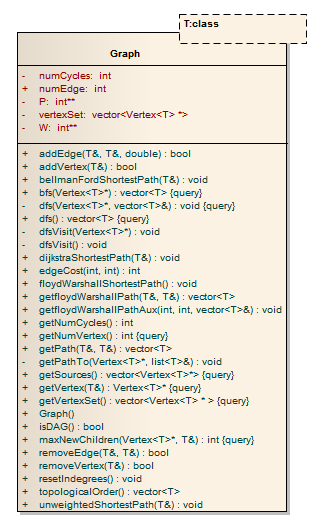 T:class
Graph
- numCycles: int
+ numEdge: int
- P: int**
- vertexSet: vector<Vertex<T> *>
- W: int**
+ addEdge(T&, T&, double) : bool
+ addVertex(T&) : bool
+ bellmanFordShortestPath(T&) : void
+ bfs(Vertex<T>*) : vector<T> {query}
- dfs(Vertex<T>*, vector<T>&) : void {query}
+ dfs() : vector<T> {query}
- dfsVisit(Vertex<T>*) : void
- dfsVisit() : void
+ dijkstraShortestPath(T&) : void
+ edgeCost(int, int) : int
+ floydWarshallShortestPath() : void
+ getfloydWarshallPath(T&, T&) : vector<T>
+ getfloydWarshallPathAux(int, int, vector<T>&) : void
+ getNumCycles() : int
+ getNumVertex() : int {query}
+ getPath(T&, T&) : vector<T>
- getPathTo(Vertex<T>*, list<T>&) : void
+ getSources() : vector<Vertex<T>*> {query}
+ getVertex(T&) : Vertex<T>* {query}
+ getVertexSet() : vector<Vertex<T> * > {query}
+ Graph()
+ isDAG() : bool
+ maxNewChildren(Vertex<T>*, T&) : int {query}
+ removeEdge(T&, T&) : bool
+ removeVertex(T&) : bool
+ resetIndegrees() : void
+ topologicalOrder() : vector<T>
+ unweightedShortestPath(T&) : void